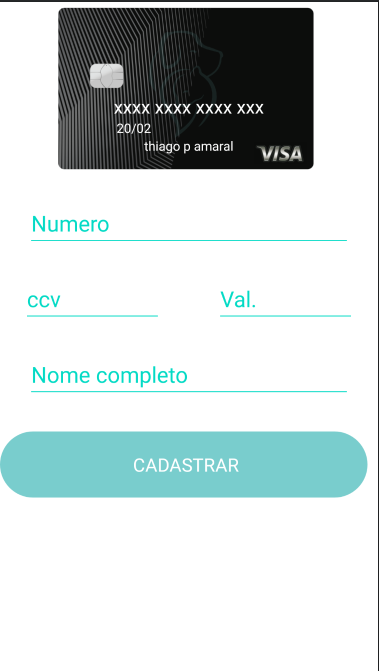 xxxx xxxx xxxx xxx
20/02
thiago p amaral
VISA
Numero
ccv Val.
Nome completo
CADASTRAR